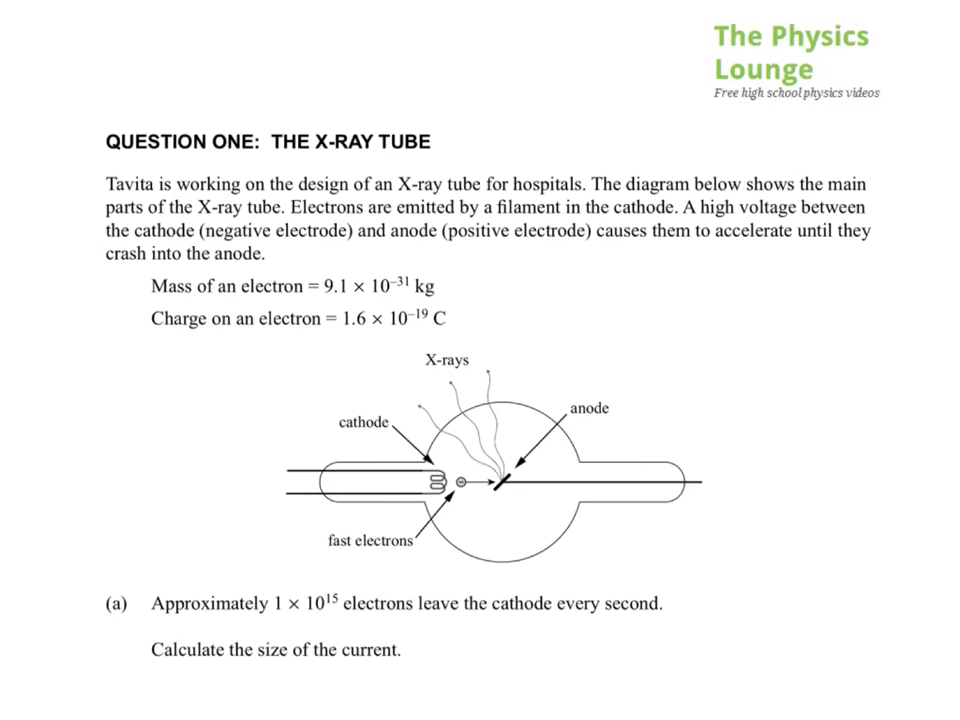 The Physics
Lounge
Free high school physics videos
QUESTION ONE: THE X-RAY TUBE
Tavita is working on the design of an X-ray tube for hospitals. The diagram below shows the main
parts of the X-ray tube. Electrons are emitted by a filament in the cathode. A high voltage between
the cathode (negative electrode) and anode (positive electrode) causes them to accelerate until they
crash into the anode.
Mass of an electron = 9.1 × 10⁻³¹ kg
Charge on an electron = 1.6 × 10⁻¹⁹ C
X-rays
anode
cathode
fast electrons
(a) Approximately 1 × 10¹⁵ electrons leave the cathode every second.
Calculate the size of the current.